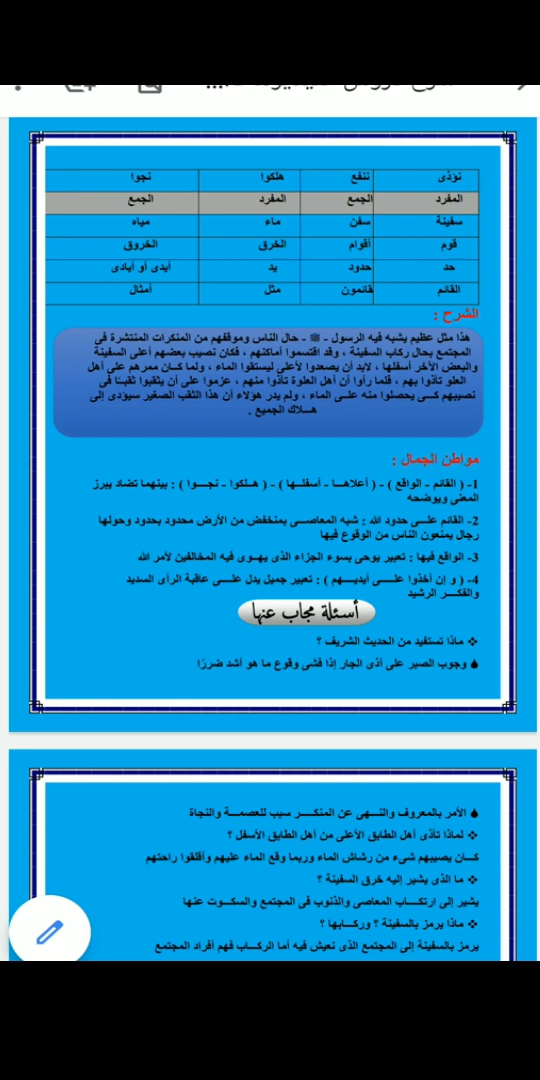 نؤذى تنفع هلكوا نجوا
المفرد الجمع المفرد الجمع
سفينة سفن ماء مياه
قوم أقوام الخرق الخروق
حد حدود يد أيدى أو أيادى
القائم قائمون مثل أمثال
الشرح :
هذا مثل عظيم يشبه فيه الرسول - ﷺ - حال الناس وموقفهم من المنكرات المنتشرة فى
المجتمع بحال ركاب السفينة ، وقد اقتسموا أماكنهم ، فكان نصيب بعضهم أعلى السفينة
والبعض الآخر أسفلها ، لابد أن يصعدوا لأعلى ليستقوا الماء ، ولما كان ممرهم على أهل
العلو تأذوا بهم ، فلما رأوا أن أهل العلوة تأذوا منهم ، عزموا على أن يثقبوا ثقبًا فى
نصيبهم كى يحصلوا منه على الماء ، ولم يدر هؤلاء أن هذا الثقب الصغير سيؤدى إلى
هلاك الجميع .
مواطن الجمال :
1- ( القائم - الواقع ) - ( أعلاها - أسفلها ) - ( هلكوا - نجوا ) : بينهما تضاد يبرز
المعنى ويوضحه
2- القائم على حدود الله : شبه المعاصى بمنخفض من الأرض محدود بحدود وحولها
رجال يمنعون الناس من الوقوع فيها
3- الواقع فيها : تعبير يوحى بسوء الجزاء الذى يهوى فيه المخالفين لأمر الله
4- ( و إن أخذوا على أيديهم ) : تعبير جميل يدل على عاقبة الرأى السديد
والفكر الرشيد
أسئلة مجاب عنها
❖ ماذا تستفيد من الحديث الشريف ؟
وجوب الصبر على أذى الجار إذا خشى وقوع ما هو أشد ضررًا
الأمر بالمعروف والنهى عن المنكر سبب للعصمة والنجاة
❖ لماذا تأذى أهل الطابق الأعلى من أهل الطابق الأسفل ؟
كان يصيبهم شىء من رشاش الماء وربما وقع الماء عليهم وأقلقوا راحتهم
❖ ما الذى يشير إليه خرق السفينة ؟
يشير إلى ارتكاب المعاصى والذنوب فى المجتمع والسكوت عنها
❖ ماذا يرمز بالسفينة ؟ وركابها ؟
يرمز بالسفينة إلى المجتمع الذى نعيش فيه أما الركاب فهم أفراد المجتمع